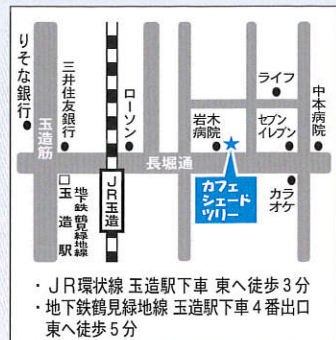 りそな銀行
玉造筋
三井住友銀行
地下鉄
鶴見緑地線
玉造駅
JR玉造
ローソン
長堀通
岩木
病院
カフェ
シェード
ツリー
ライフ
セブン
イレブン
カラ
オケ
中本病院
・JR環状線 玉造駅下車 東へ徒歩3分
・地下鉄鶴見緑地線 玉造駅下車4番出口
東へ徒歩5分